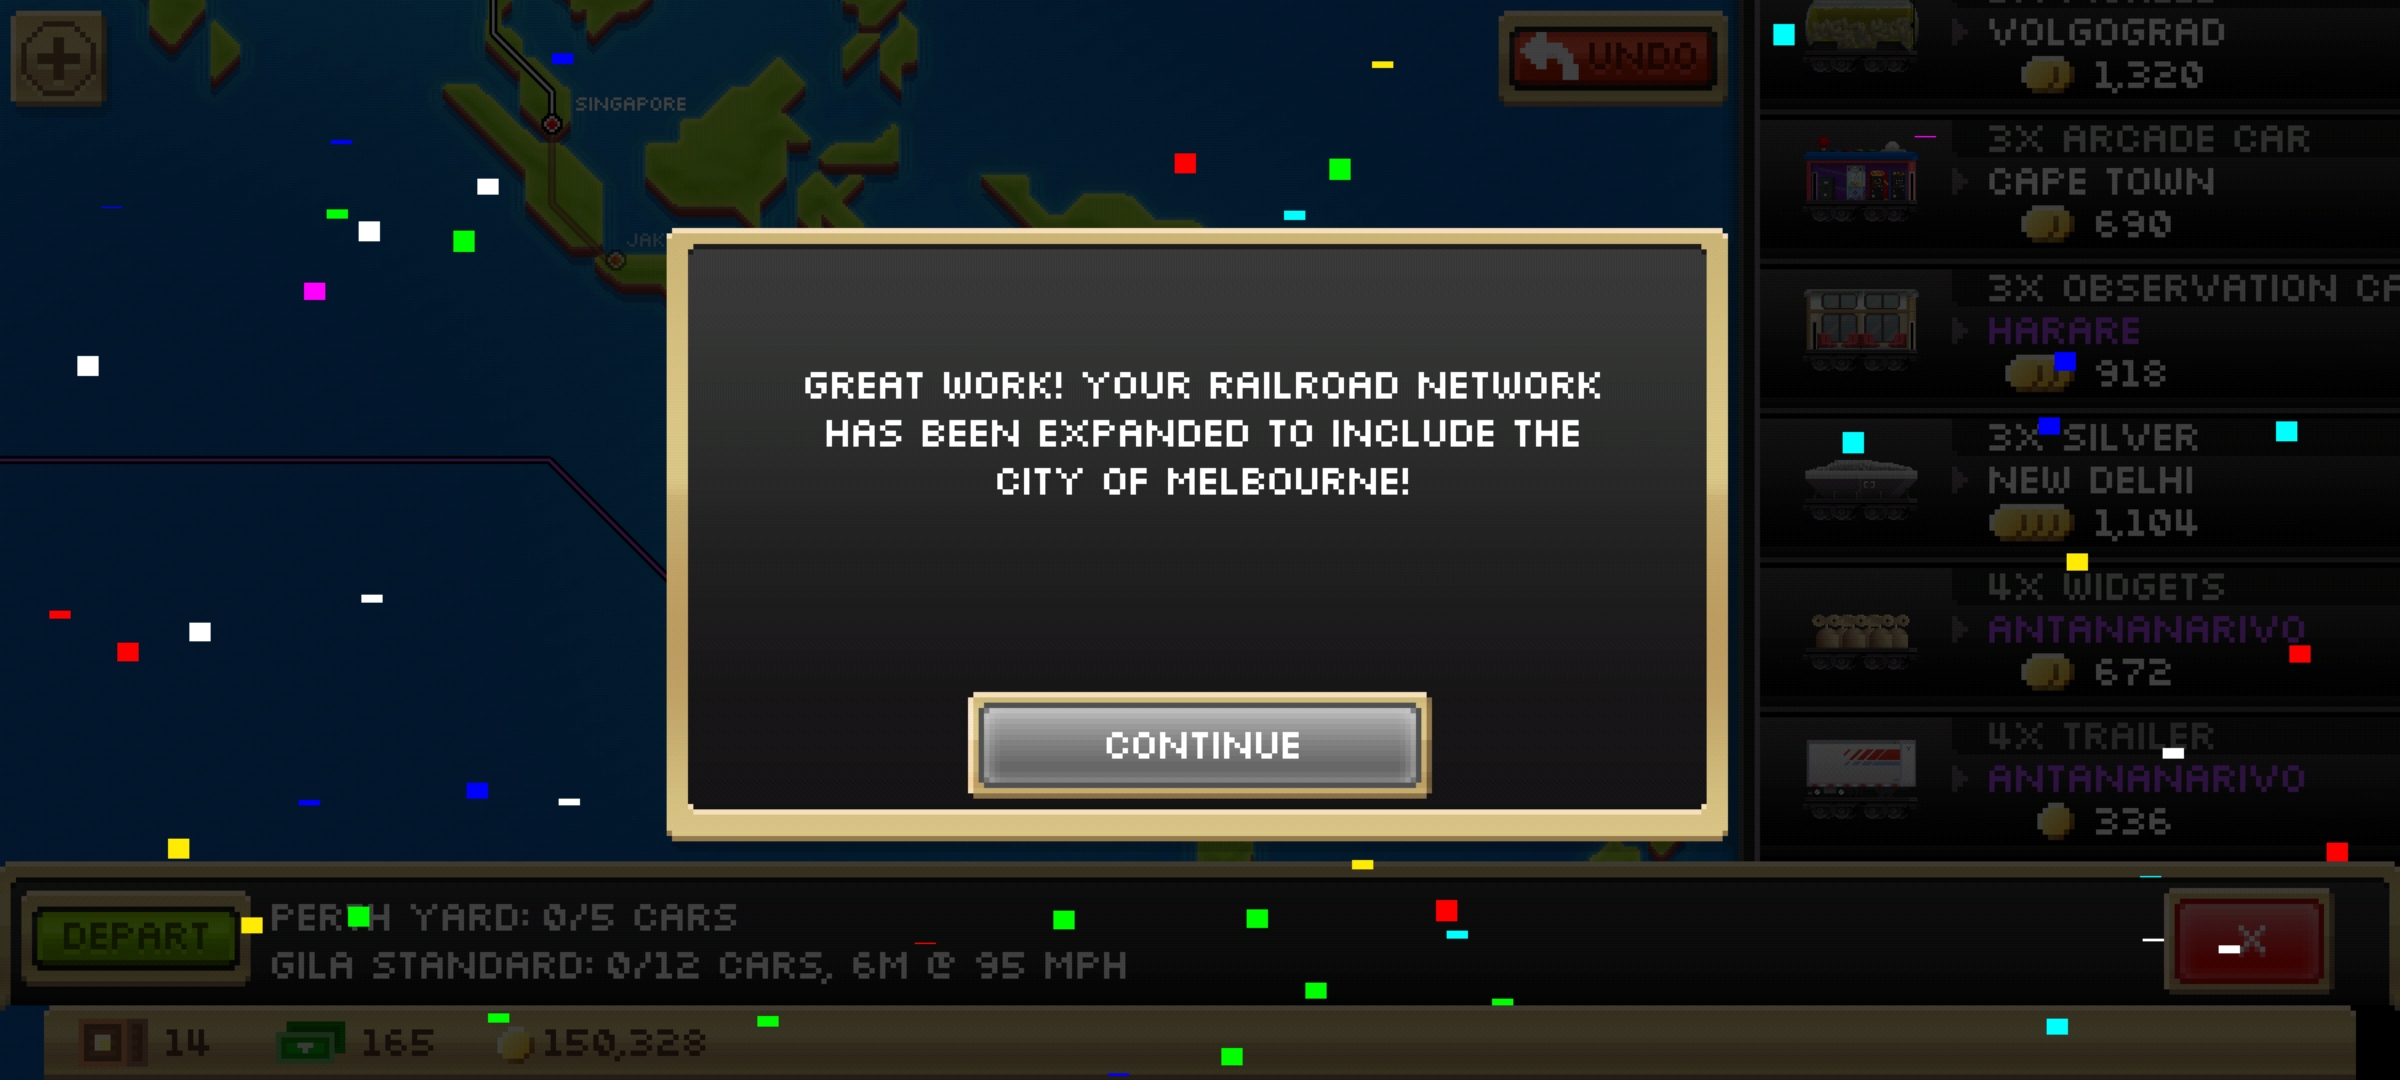 SINGAPORE
UNDO
VOLGOGRAD
1,320
3X ARCADE CAR
CAPE TOWN
690
3X OBSERVATION
HARARE
918
3X SILVER
NEW DELHI
1,104
4X WIDGETS
ANTANANARIVO
672
4X TRAILER
ANTANANARIVO
336
GREAT WORK! YOUR RAILROAD NETWORK
HAS BEEN EXPANDED TO INCLUDE THE
CITY OF MELBOURNE!
CONTINUE
DEPART
PERTH YARD: 0/5 CARS
GILA STANDARD: 0/12 CARS, 6M @ 95 MPH
X
14
165
150,328